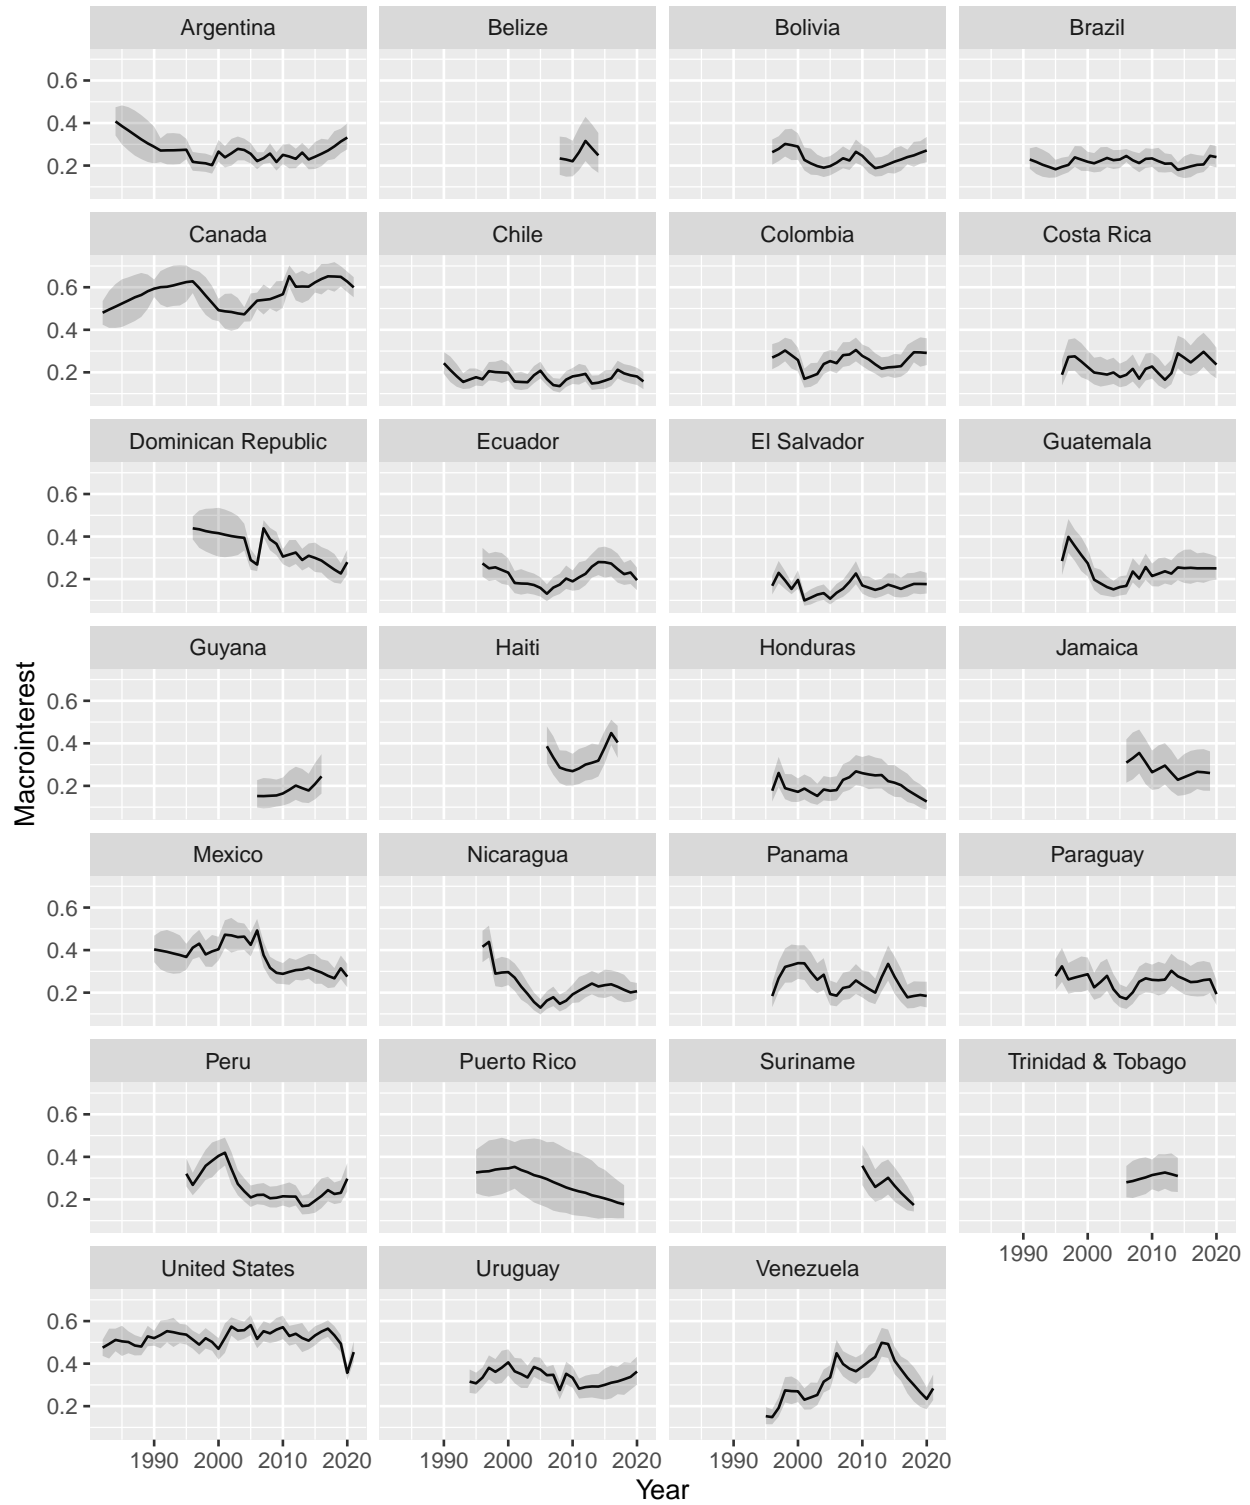 Argentina Belize Bolivia Brazil
0.6
0.4
0.2
Canada Chile Colombia Costa Rica
0.6
0.4
0.2
Dominican Republic Ecuador El Salvador Guatemala
0.6
0.4
0.2
Guyana Haiti Honduras Jamaica
0.6
0.4
0.2
Macrointerest
Mexico Nicaragua Panama Paraguay
0.6
0.4
0.2
Peru Puerto Rico Suriname Trinidad & Tobago
0.6
0.4
0.2
1990 2000 2010 2020
United States Uruguay Venezuela
0.6
0.4
0.2
1990 2000 2010 2020 1990 2000 2010 2020 1990 2000 2010 2020
Year